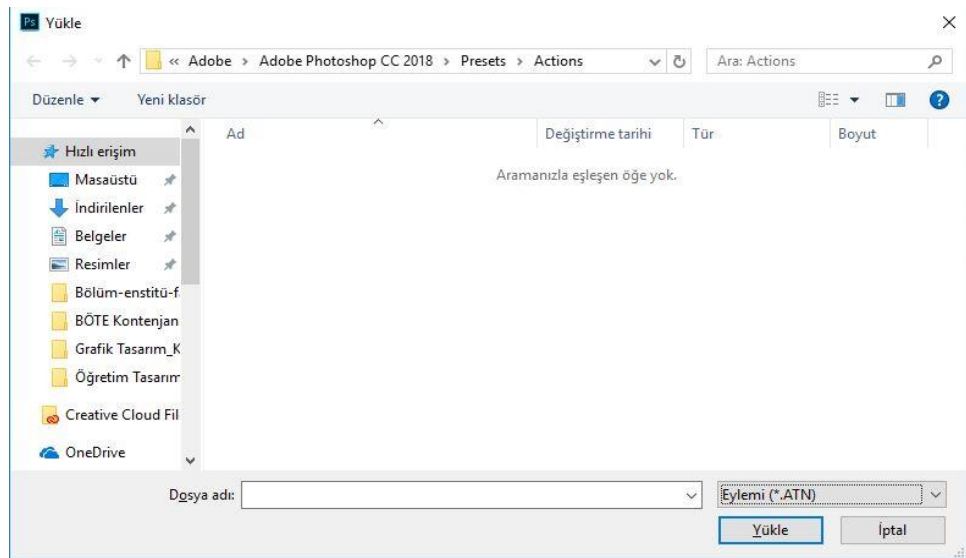 Ps Yükle
« Adobe › Adobe Photoshop CC 2018 › Presets › Actions
Ara: Actions
Düzenle Yeni klasör
?
Ad Değiştirme tarihi Tür Boyut
Aramanızla eşleşen öğe yok.
Hızlı erişim
Masaüstü
İndirilenler
Belgeler
Resimler
Bölüm-enstitü-f
BÖTE Kontenjan
Grafik Tasarım_K
Öğretim Tasarım
Creative Cloud Fil
OneDrive
Dosya adı:
Eylemi (*.ATN)
Yükle İptal